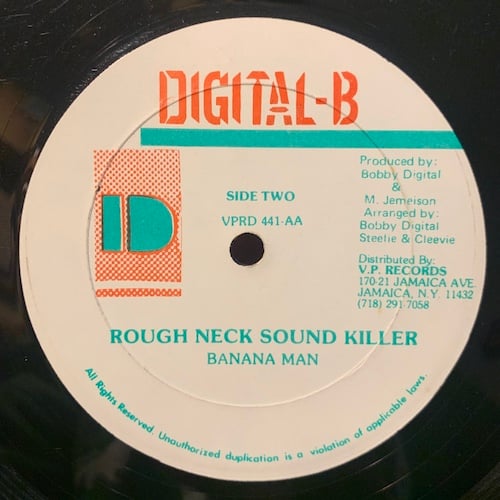 DIGITAL-B
D
SIDE TWO
VPRD 441-AA
Produced by:
Bobby Digital
&
M. Jemeison
Arranged by:
Bobby Digital
Steelie & Cleevie
Distributed By:
V.P. RECORDS
170-21 JAMAICA AVE.
JAMAICA, N.Y. 11432
(718) 291-7058
ROUGH NECK SOUND KILLER
BANANA MAN
All Rights Reserved. Unauthorized duplication is a violation of applicable laws.